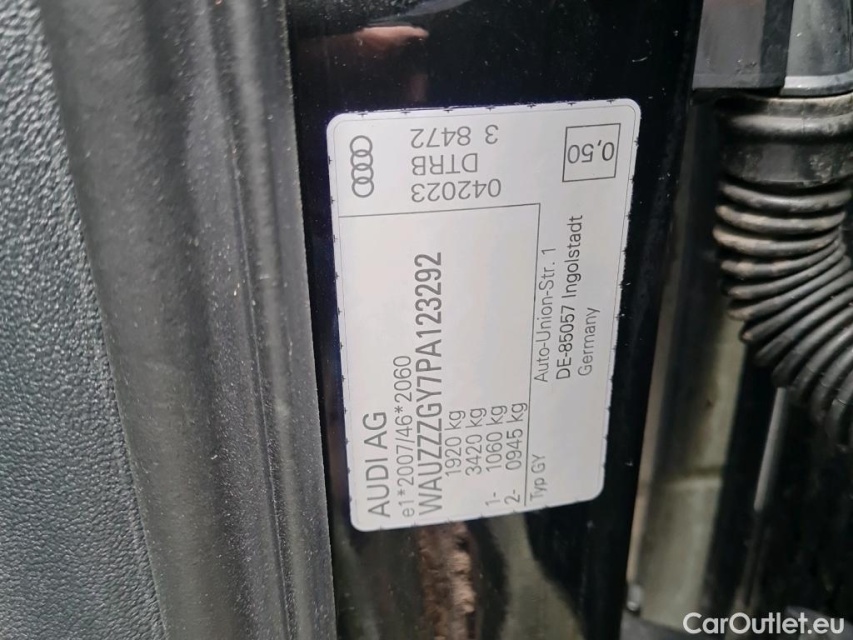 AUDI AG
e1*2007/46*2060
WAUZZZGY7PA123292
1920 kg
3420 kg
1- 1060 kg
2- 0945 kg
Typ GY
Auto-Union-Str. 1
DE-85057 Ingolstadt
Germany
042023
DTRB
3 8472
0,50
CarOutlet.eu